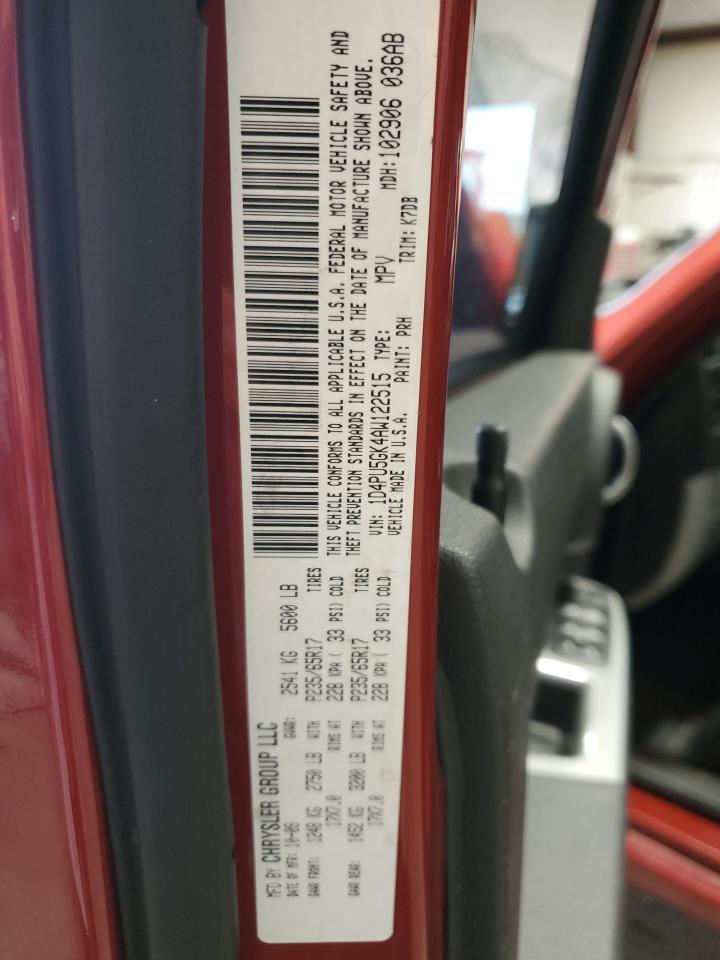 MFD BY CHRYSLER GROUP LLC
DATE OF MFR: 10-09 GVWR: 2541 KG 5600 LB
GAWR FRONT: 1248 KG 2750 LB WITH P235/65R17 TIRES
17X7.0 RIMS AT 228 KPA ( 33 PSI) COLD
GAWR REAR: 1452 KG 3200 LB WITH P235/65R17 TIRES
17X7.0 RIMS AT 228 KPA ( 33 PSI) COLD
THIS VEHICLE CONFORMS TO ALL APPLICABLE U.S.A. FEDERAL MOTOR VEHICLE SAFETY AND
THEFT PREVENTION STANDARDS IN EFFECT ON THE DATE OF MANUFACTURE SHOWN ABOVE.
VIN: 1D4PU5GK4AW122515 TYPE: MPV MDH:102906 036AB
VEHICLE MADE IN U.S.A. PAINT: PRH TRIM: K7DB